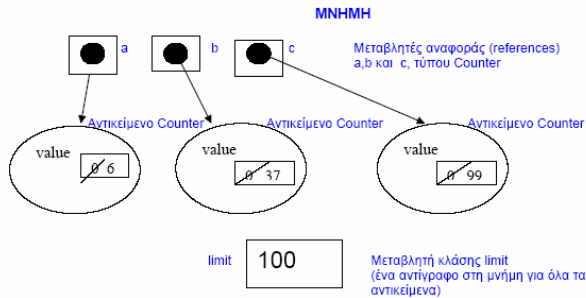 ΜΝΗΜΗ
a
b
c
Μεταβλητές αναφοράς (references)
a,b και c, τύπου Counter
Αντικείμενο Counter
Αντικείμενο Counter
Αντικείμενο Counter
value
value
value
0 6
0 37
0 99
limit
100
Μεταβλητή κλάσης limit
(ένα αντίγραφο στη μνήμη για όλα τα
αντικείμενα)